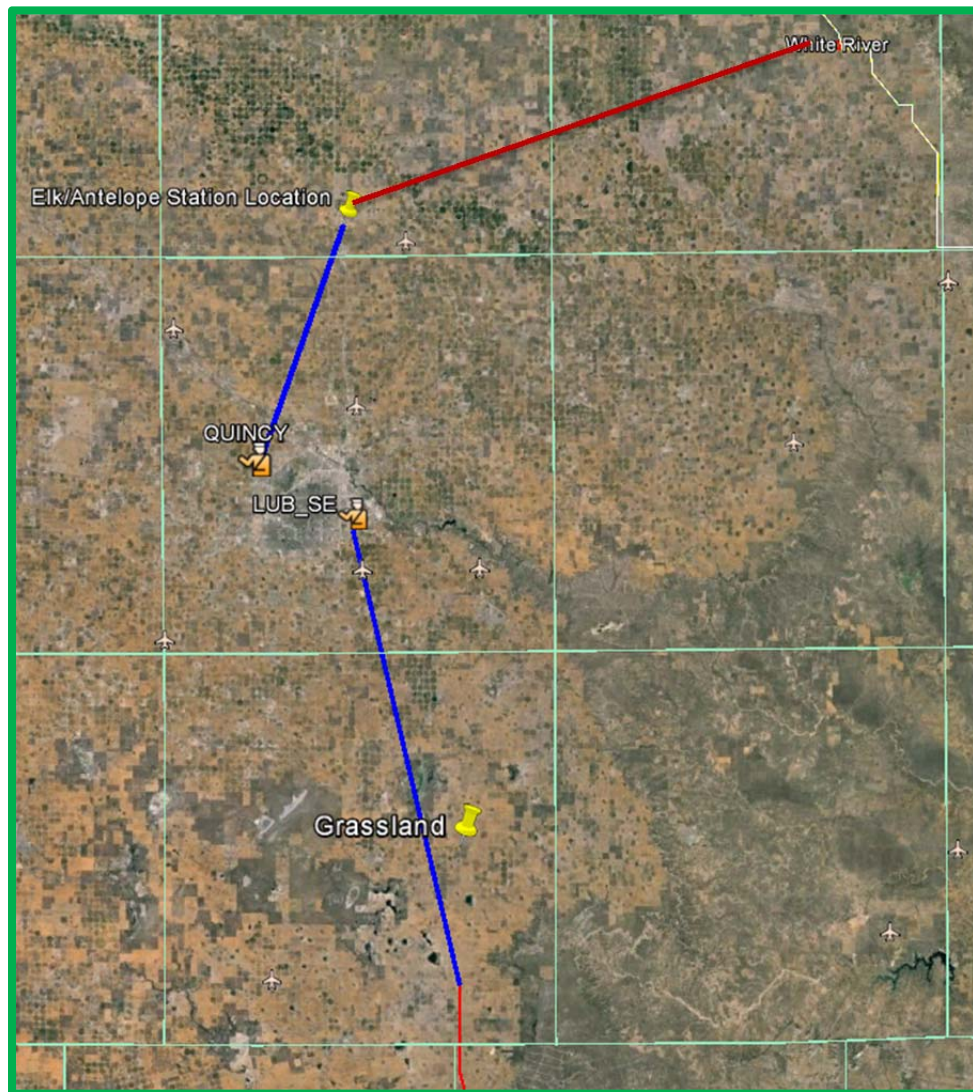 White River
Elk/Antelope Station Location
QUINCY
LUB_SE
Grassland